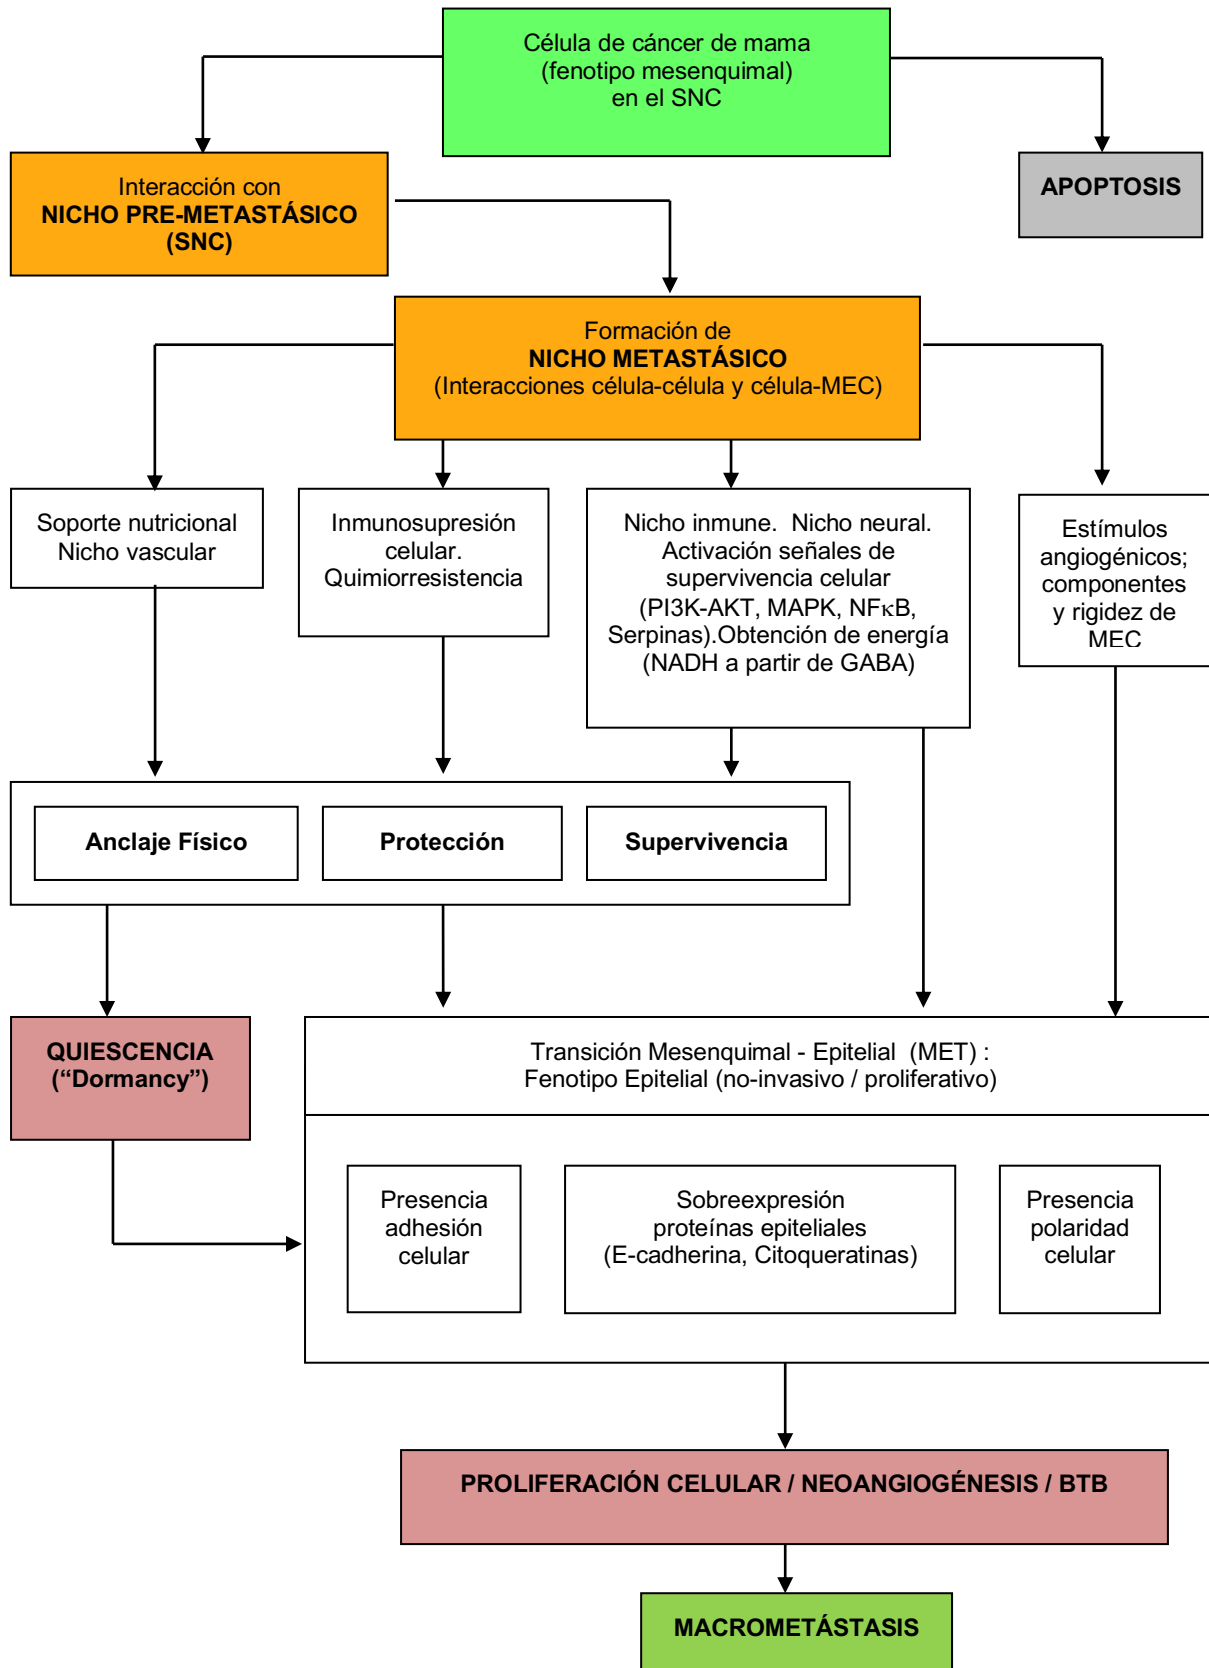 Célula de cáncer de mama
(fenotipo mesenquimal)
en el SNC
Interacción con
NICHO PRE-METASTÁSICO
(SNC)
APOPTOSIS
Formación de
NICHO METASTÁSICO
(Interacciones célula-célula y célula-MEC)
Soporte nutricional
Nicho vascular
Inmunosupresión
celular.
Quimiorresistencia
Nicho inmune.  Nicho neural.
Activación señales de
supervivencia celular
(PI3K-AKT, MAPK, NFκB,
Serpinas).Obtención de energía
(NADH a partir de GABA)
Estímulos
angiogénicos;
componentes
y rigidez de
MEC
Anclaje Físico
Protección
Supervivencia
QUIESCENCIA
(“Dormancy”)
Transición Mesenquimal - Epitelial  (MET) :
Fenotipo Epitelial (no-invasivo / proliferativo)
Presencia
adhesión
celular
Sobreexpresión
proteínas epiteliales
(E-cadherina, Citoqueratinas)
Presencia
polaridad
celular
PROLIFERACIÓN CELULAR / NEOANGIOGÉNESIS / BTB
MACROMETÁSTASIS